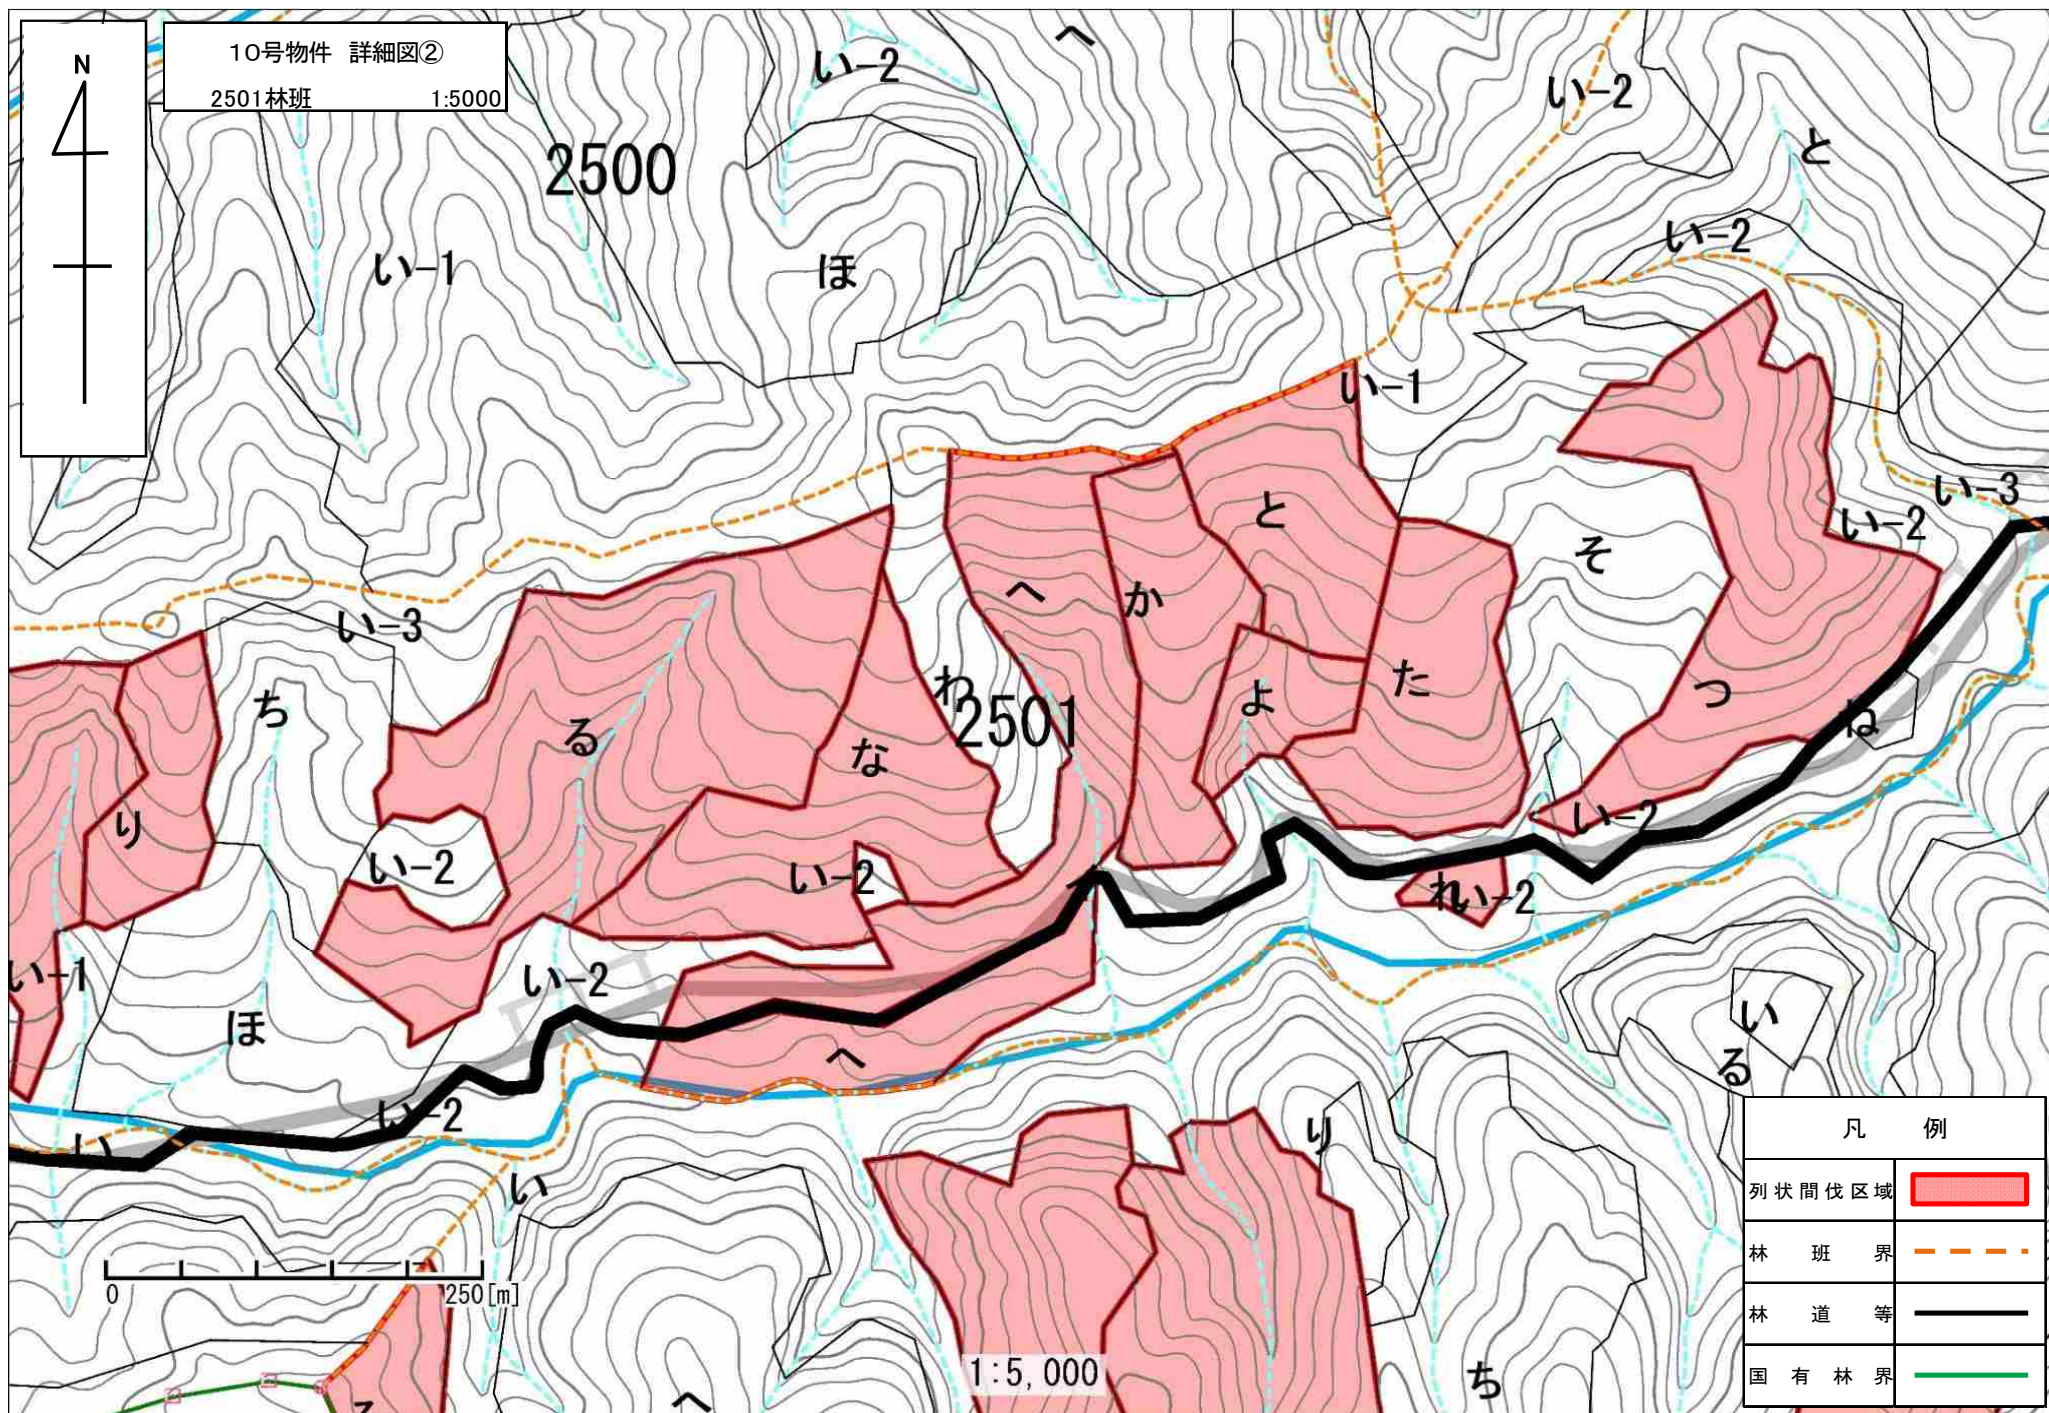 N
10号物件 詳細図②
2501林班 1:5000
へ
い-2
い-2
と
2500
い-2
い-1
ほ
い-1
い-3
と
い-2
そ
へ
か
い-3
ち
わ
2501
よ
た
つ
ね
る
な
り
い-2
い-2
い-2
れ
い-2
い-1
い-2
ほ
い
る
へ
い-2
い
り
い
0 250[m]
1:5,000
ち
へ
凡 例
列状間伐区域
林班界
林道等
国有林界